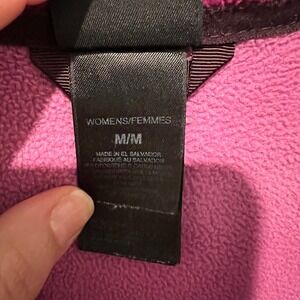 WOMENS/FEMMES
M/M
MADE IN EL SALVADOR
FABRIQUÉ AU SALVADOR